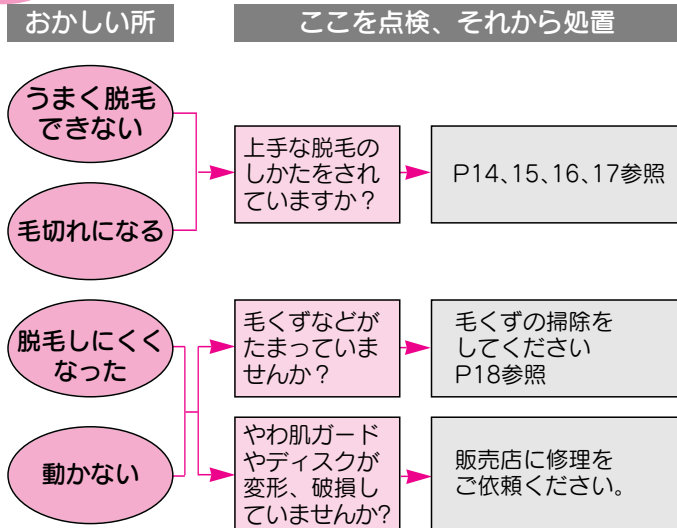 おかしい所
ここを点検、それから処置
うまく脱毛
できない
毛切れになる
上手な脱毛の
しかたをされ
ていますか？
P14、15、16、17参照
脱毛しにくく
なった
動かない
毛くずなどが
たまっていま
せんか？
毛くずの掃除を
してください
P18参照
やわ肌ガード
やディスクが
変形、破損し
ていませんか?
販売店に修理を
ご依頼ください。